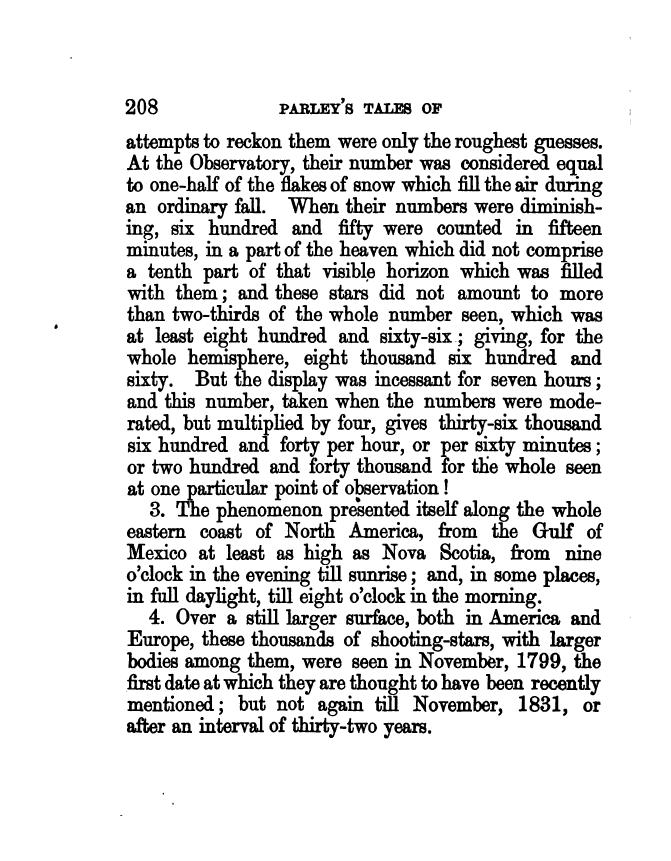 208 PARLEY'S TALES OF
attempts to reckon them were only the roughest guesses.
At the Observatory, their number was considered equal
to one-half of the flakes of snow which fill the air during
an ordinary fall. When their numbers were diminish-
ing, six hundred and fifty were counted in fifteen
minutes, in a part of the heaven which did not comprise
a tenth part of that visible horizon which was filled
with them; and these stars did not amount to more
than two-thirds of the whole number seen, which was
at least eight hundred and sixty-six; giving, for the
whole hemisphere, eight thousand six hundred and
sixty. But the display was incessant for seven hours;
and this number, taken when the numbers were mode-
rated, but multiplied by four, gives thirty-six thousand
six hundred and forty per hour, or per sixty minutes;
or two hundred and forty thousand for the whole seen
at one particular point of observation!
3. The phenomenon presented itself along the whole
eastern coast of North America, from the Gulf of
Mexico at least as high as Nova Scotia, from nine
o'clock in the evening till sunrise; and, in some places,
in full daylight, till eight o'clock in the morning.
4. Over a still larger surface, both in America and
Europe, these thousands of shooting-stars, with larger
bodies among them, were seen in November, 1799, the
first date at which they are thought to have been recently
mentioned; but not again till November, 1831, or
after an interval of thirty-two years.